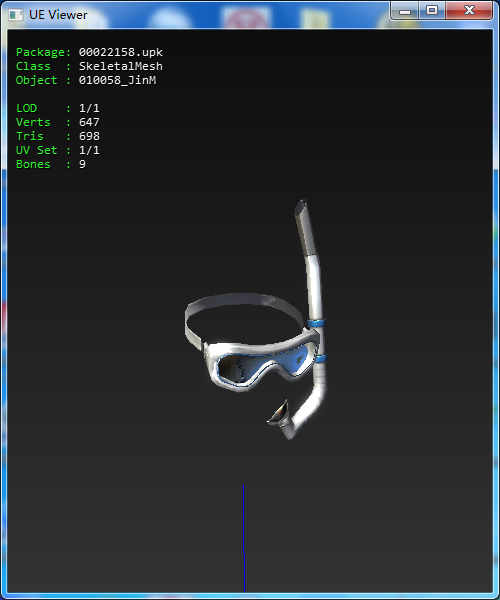 UE Viewer
Package: 00022158.upk
Class : SkeletalMesh
Object : 010058_JinM
LOD : 1/1
Verts : 647
Tris : 698
UV Set : 1/1
Bones : 9